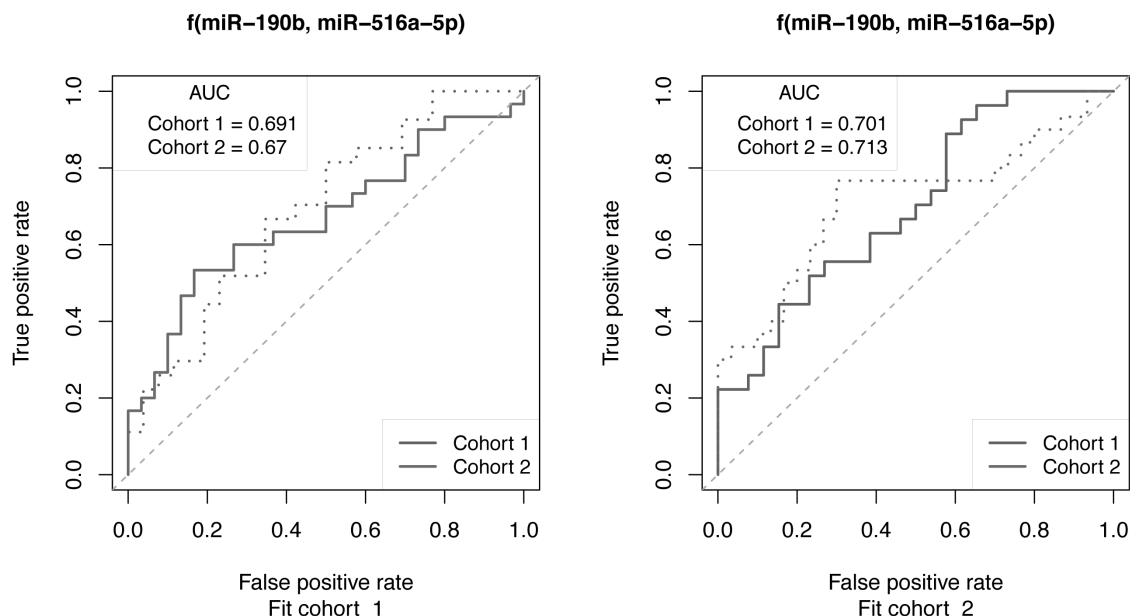 f(miR−190b, miR−516a−5p)
AUC
Cohort 1 = 0.691
Cohort 2 = 0.67
True positive rate
0.0
0.2
0.4
0.6
0.8
1.0
Cohort 1
Cohort 2
0.0 0.2 0.4 0.6 0.8 1.0
False positive rate
Fit cohort_1
f(miR−190b, miR−516a−5p)
AUC
Cohort 1 = 0.701
Cohort 2 = 0.713
True positive rate
0.0
0.2
0.4
0.6
0.8
1.0
Cohort 1
Cohort 2
0.0 0.2 0.4 0.6 0.8 1.0
False positive rate
Fit cohort_2